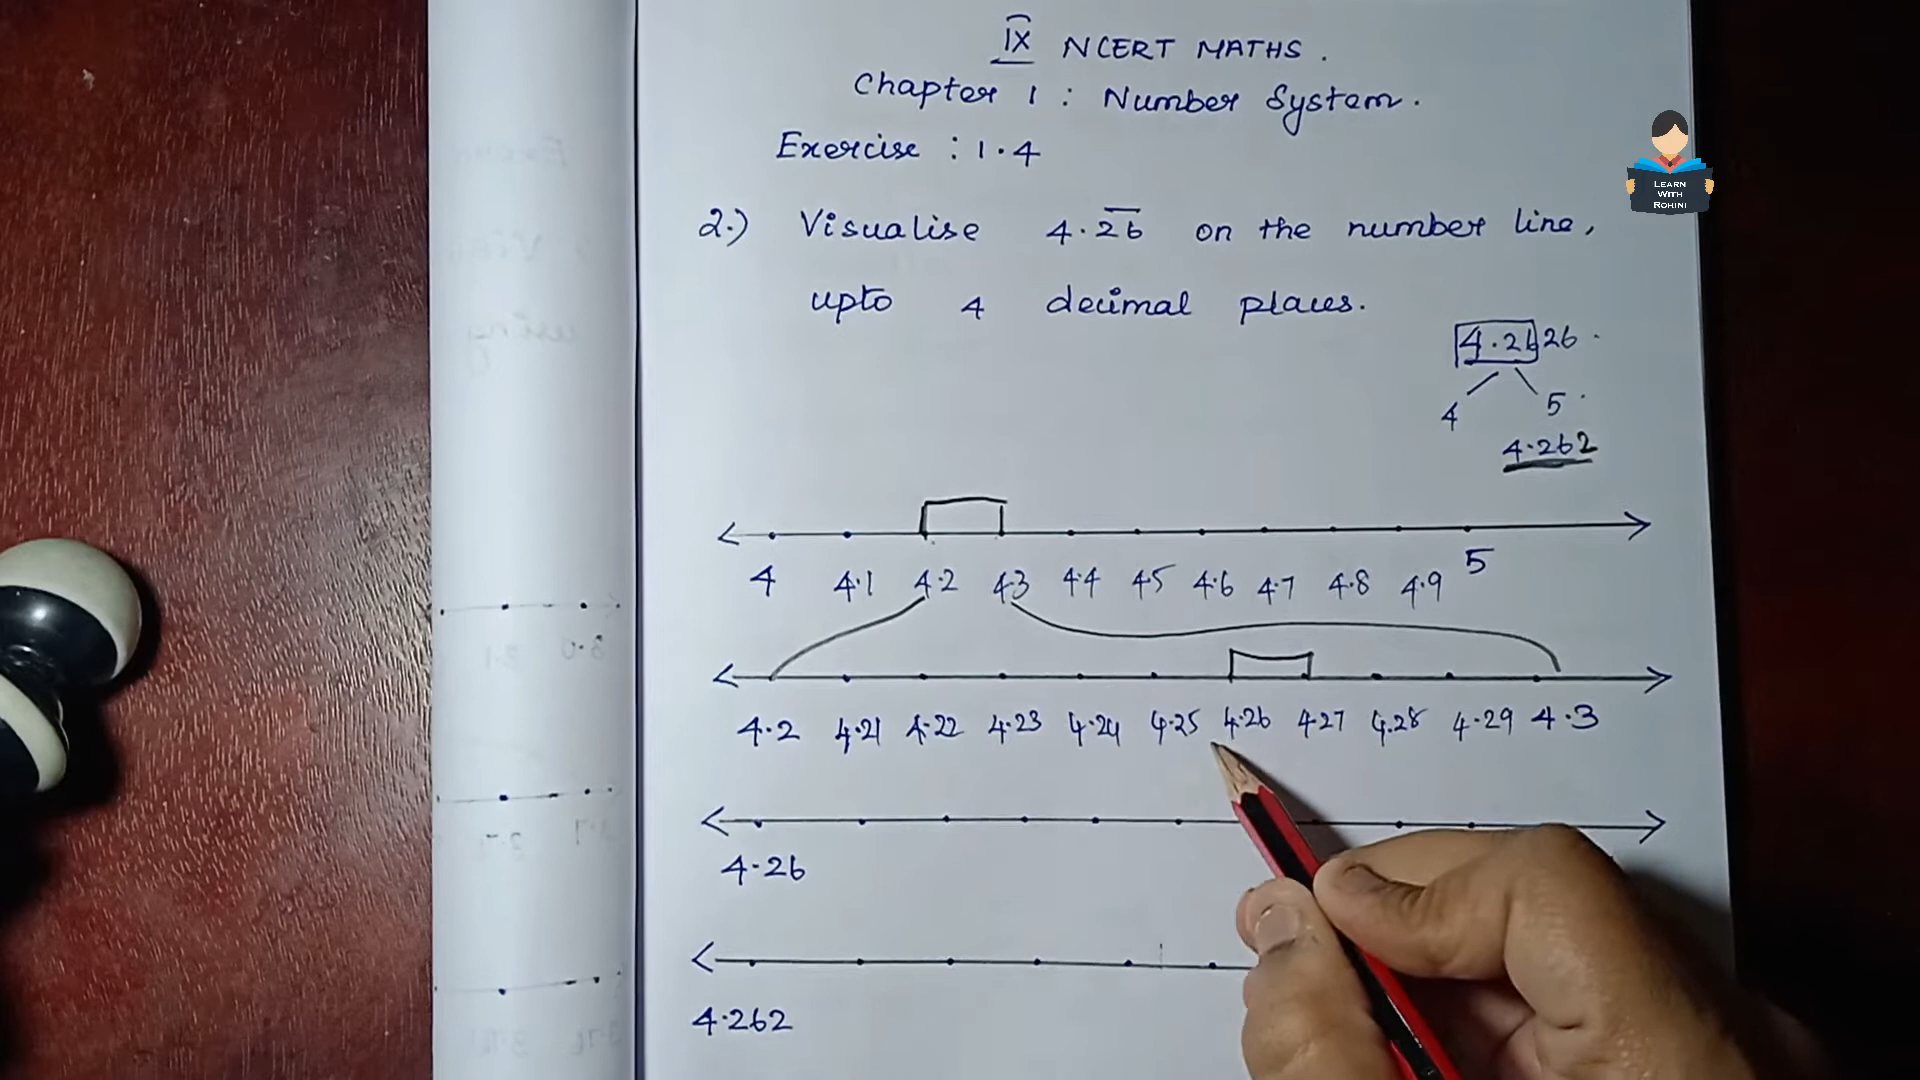 IX NCERT MATHS.
Chapter 1 : Number System.
Exercise : 1.4
LEARN
WITH
ROHINI
2.) Visualise 4.2̅6̅ on the number line,
upto 4 decimal places.
4.2626.
4 5.
4.262
4 4.1 4.2 4.3 4.4 4.5 4.6 4.7 4.8 4.9 5
4.2 4.21 4.22 4.23 4.24 4.25 4.26 4.27 4.28 4.29 4.3
4.26
4.262